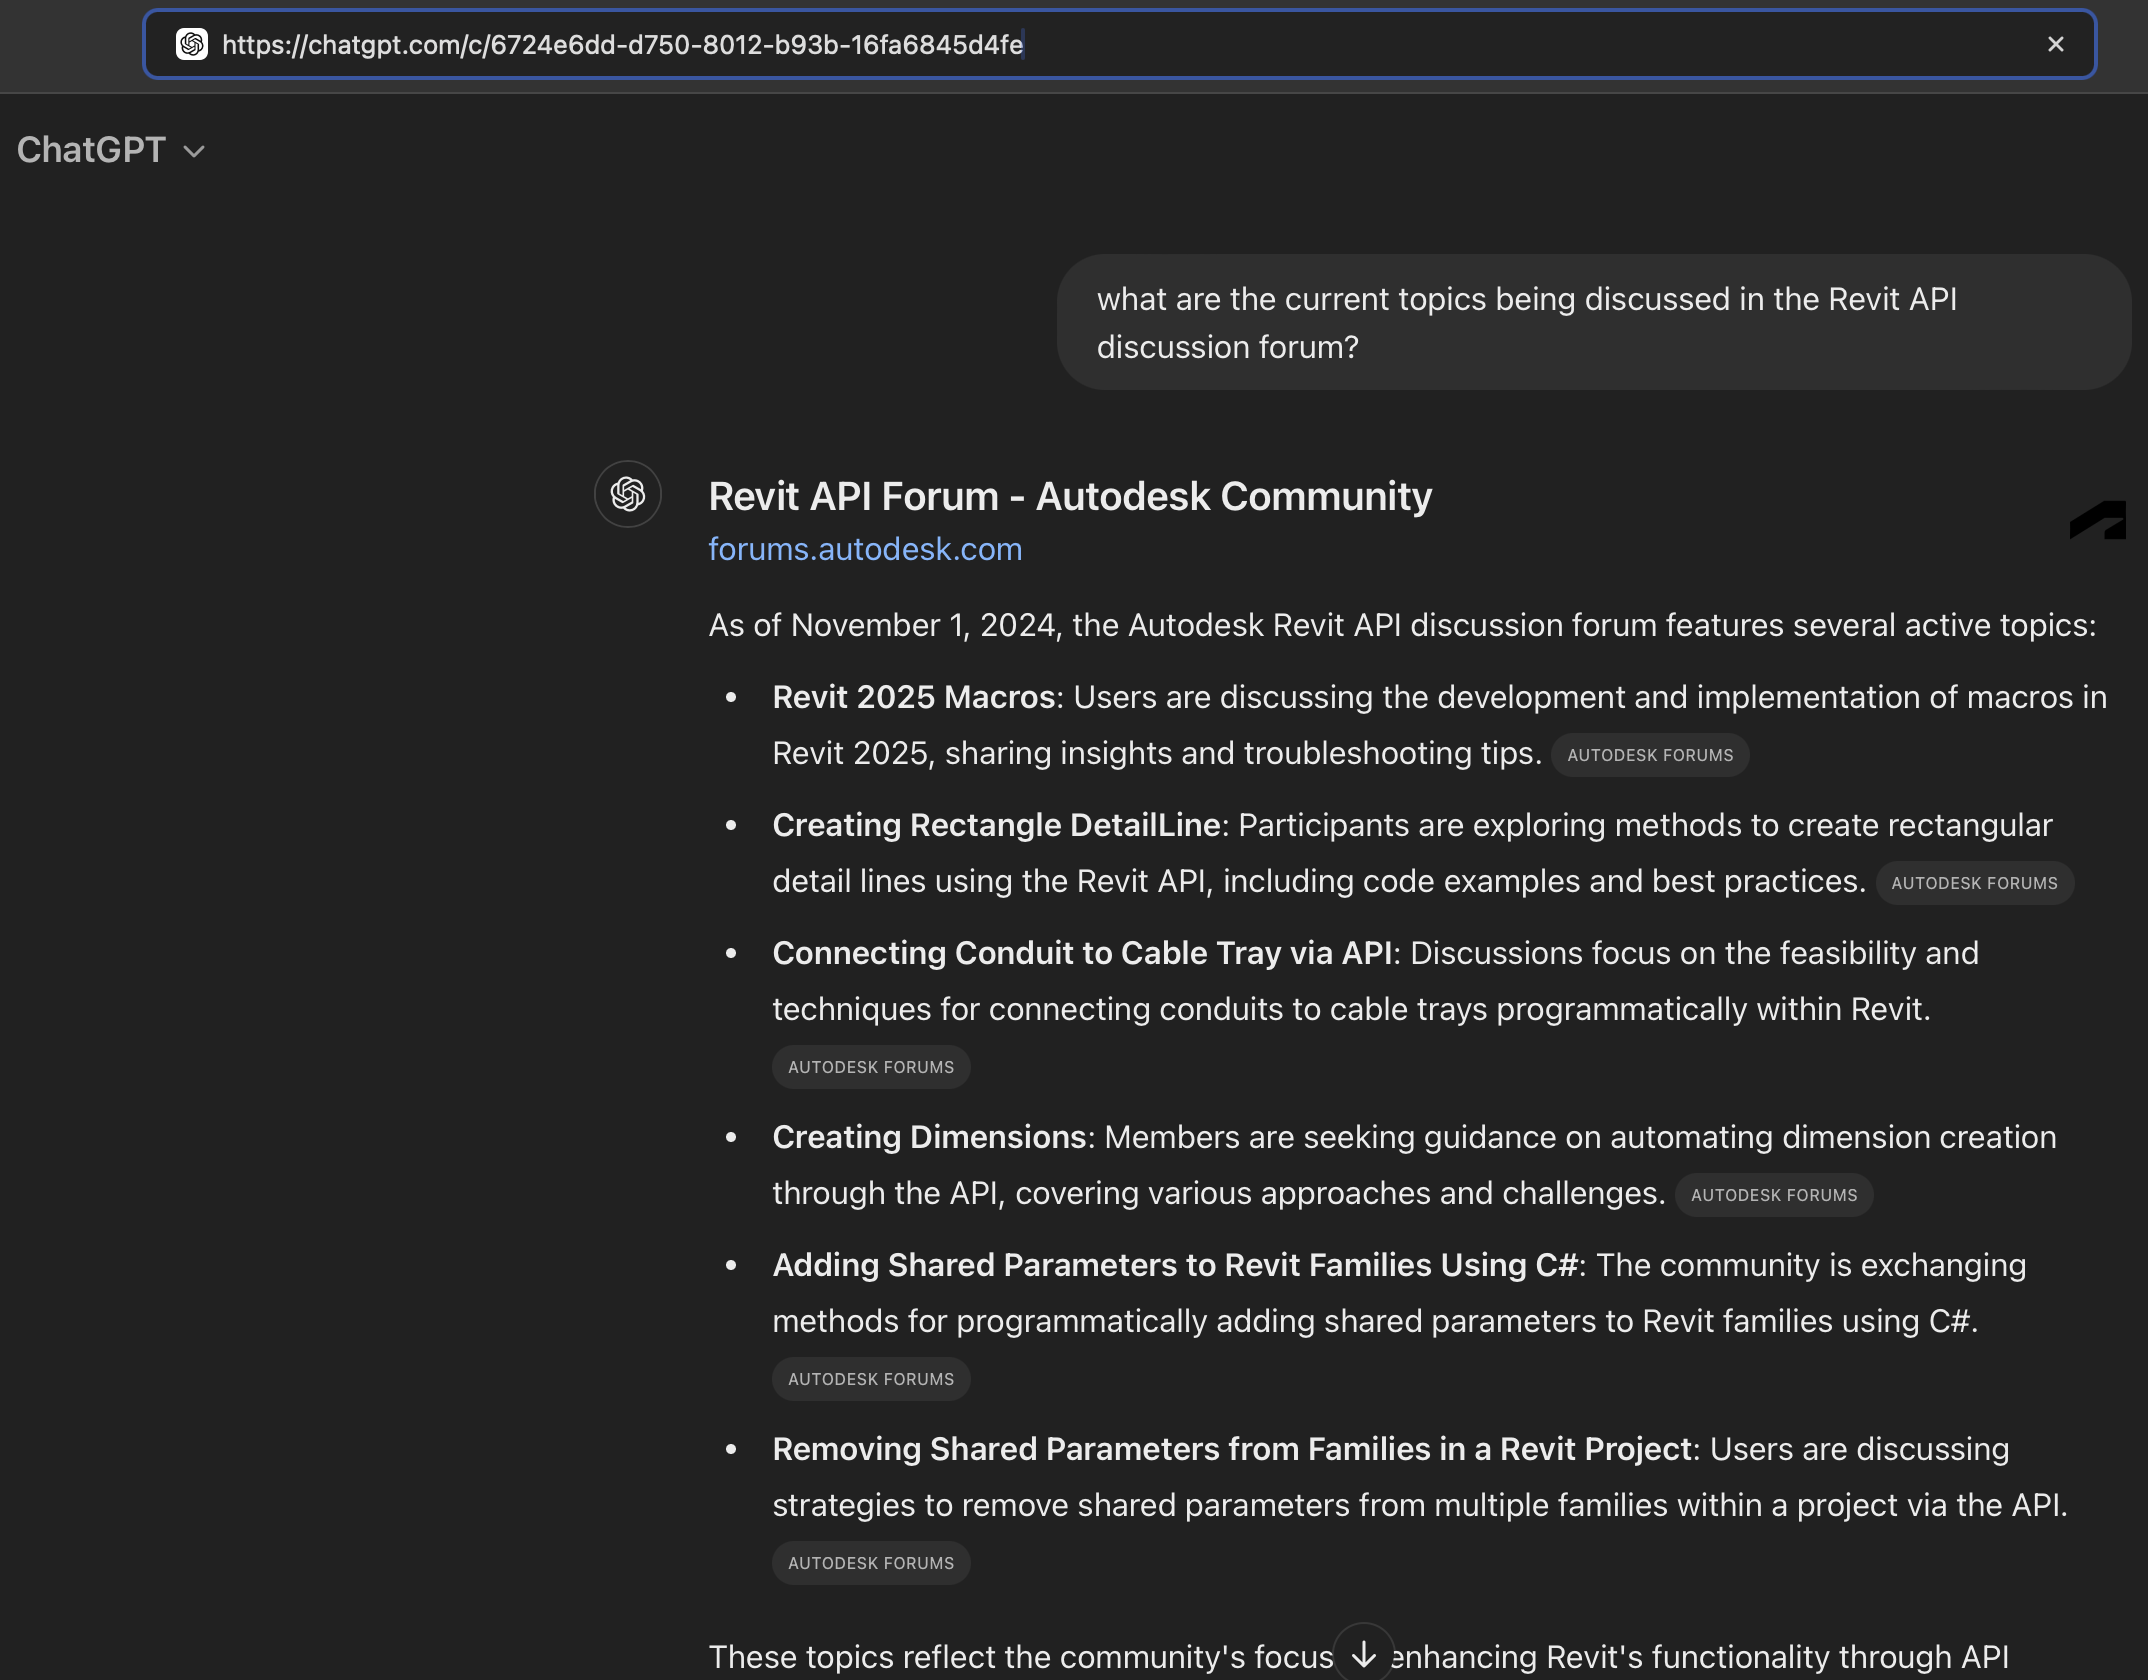 https://chatgpt.com/c/6724e6dd-d750-8012-b93b-16fa6845d4fe
ChatGPT
what are the current topics being discussed in the Revit API
discussion forum?
Revit API Forum - Autodesk Community
forums.autodesk.com
As of November 1, 2024, the Autodesk Revit API discussion forum features several active topics:
• Revit 2025 Macros: Users are discussing the development and implementation of macros in
Revit 2025, sharing insights and troubleshooting tips. AUTODESK FORUMS
• Creating Rectangle DetailLine: Participants are exploring methods to create rectangular
detail lines using the Revit API, including code examples and best practices. AUTODESK FORUMS
• Connecting Conduit to Cable Tray via API: Discussions focus on the feasibility and
techniques for connecting conduits to cable trays programmatically within Revit.
AUTODESK FORUMS
• Creating Dimensions: Members are seeking guidance on automating dimension creation
through the API, covering various approaches and challenges. AUTODESK FORUMS
• Adding Shared Parameters to Revit Families Using C#: The community is exchanging
methods for programmatically adding shared parameters to Revit families using C#.
AUTODESK FORUMS
• Removing Shared Parameters from Families in a Revit Project: Users are discussing
strategies to remove shared parameters from multiple families within a project via the API.
AUTODESK FORUMS
These topics reflect the community's focus enhancing Revit's functionality through API